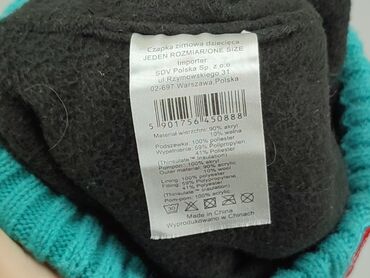 Czapka zimowa dziecięca
JEDEN ROZMIAR/ONE SIZE
Importer
SDV Polska Sp. z o.o.
ul.Rzymowskiego 31
02-697 Warszawa,Polska
5 901756 450888
Materiał wierzchni: 90% akryl
10% wełna
Podszewka: 100% poliester
Wypełnienie: 59% Polipropylen
41% Poliester
(Thinsulate™ Insulation)
Pompon: 100% akryl
Outer material: 90% acrylic
10% wool
Lining: 100% polyester
Filling: 59% Polypropylene
41% Polyester
(Thinsulate™ Insulation)
Pom-pom: 100% acrylic
30
Made in China
Wyprodukowano w Chinach